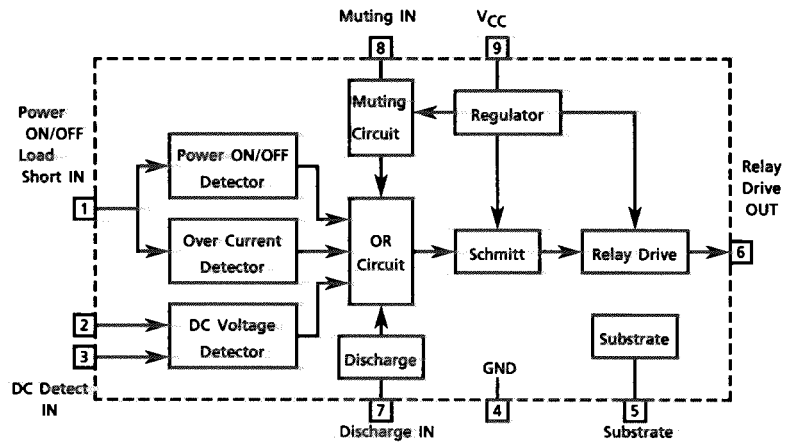 Muting IN
VCC
8
9
Power
ON/OFF
Load
Short IN
Muting
Circuit
Regulator
Power ON/OFF
Detector
Relay
Drive
OUT
1
Over Current
Detector
OR
Circuit
Schmitt
Relay Drive
6
2
3
DC Voltage
Detector
Discharge
Substrate
GND
DC Detect
IN
7
4
5
Discharge IN
Substrate